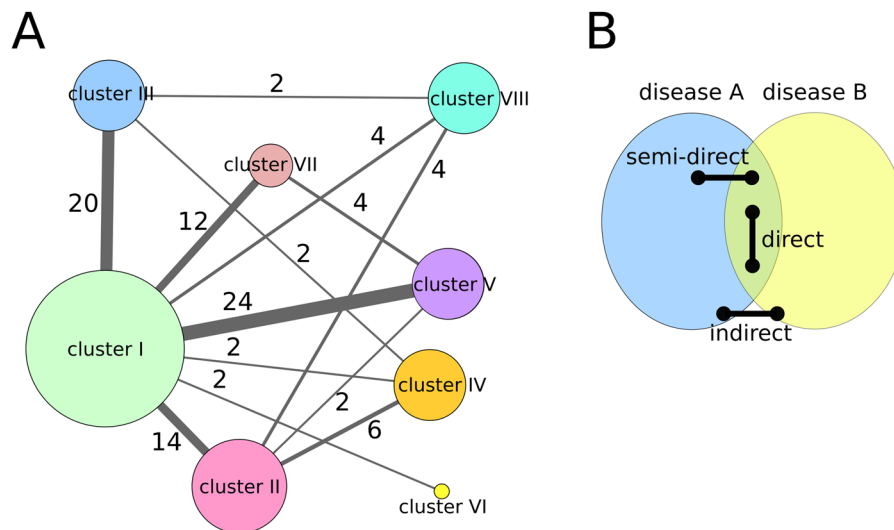 A
B
cluster III
2
cluster VIII
disease A
disease B
4
cluster VII
semi-direct
4
20
12
4
direct
2
24
cluster V
cluster I
2
indirect
2
cluster IV
2
14
6
cluster II
cluster VI